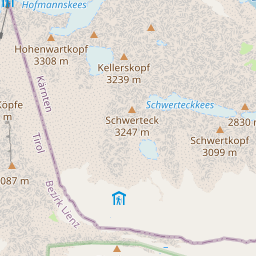 Hofmannskees
Hohenwartkopf
3308 m
Kellerskopf
3239 m
Kärnten
Tirol
Köpfe
m
Schwerteckkees
Schwerteck
3247 m
2830
Schwertkopf
3099 m
087 m
Bezirk Lienz